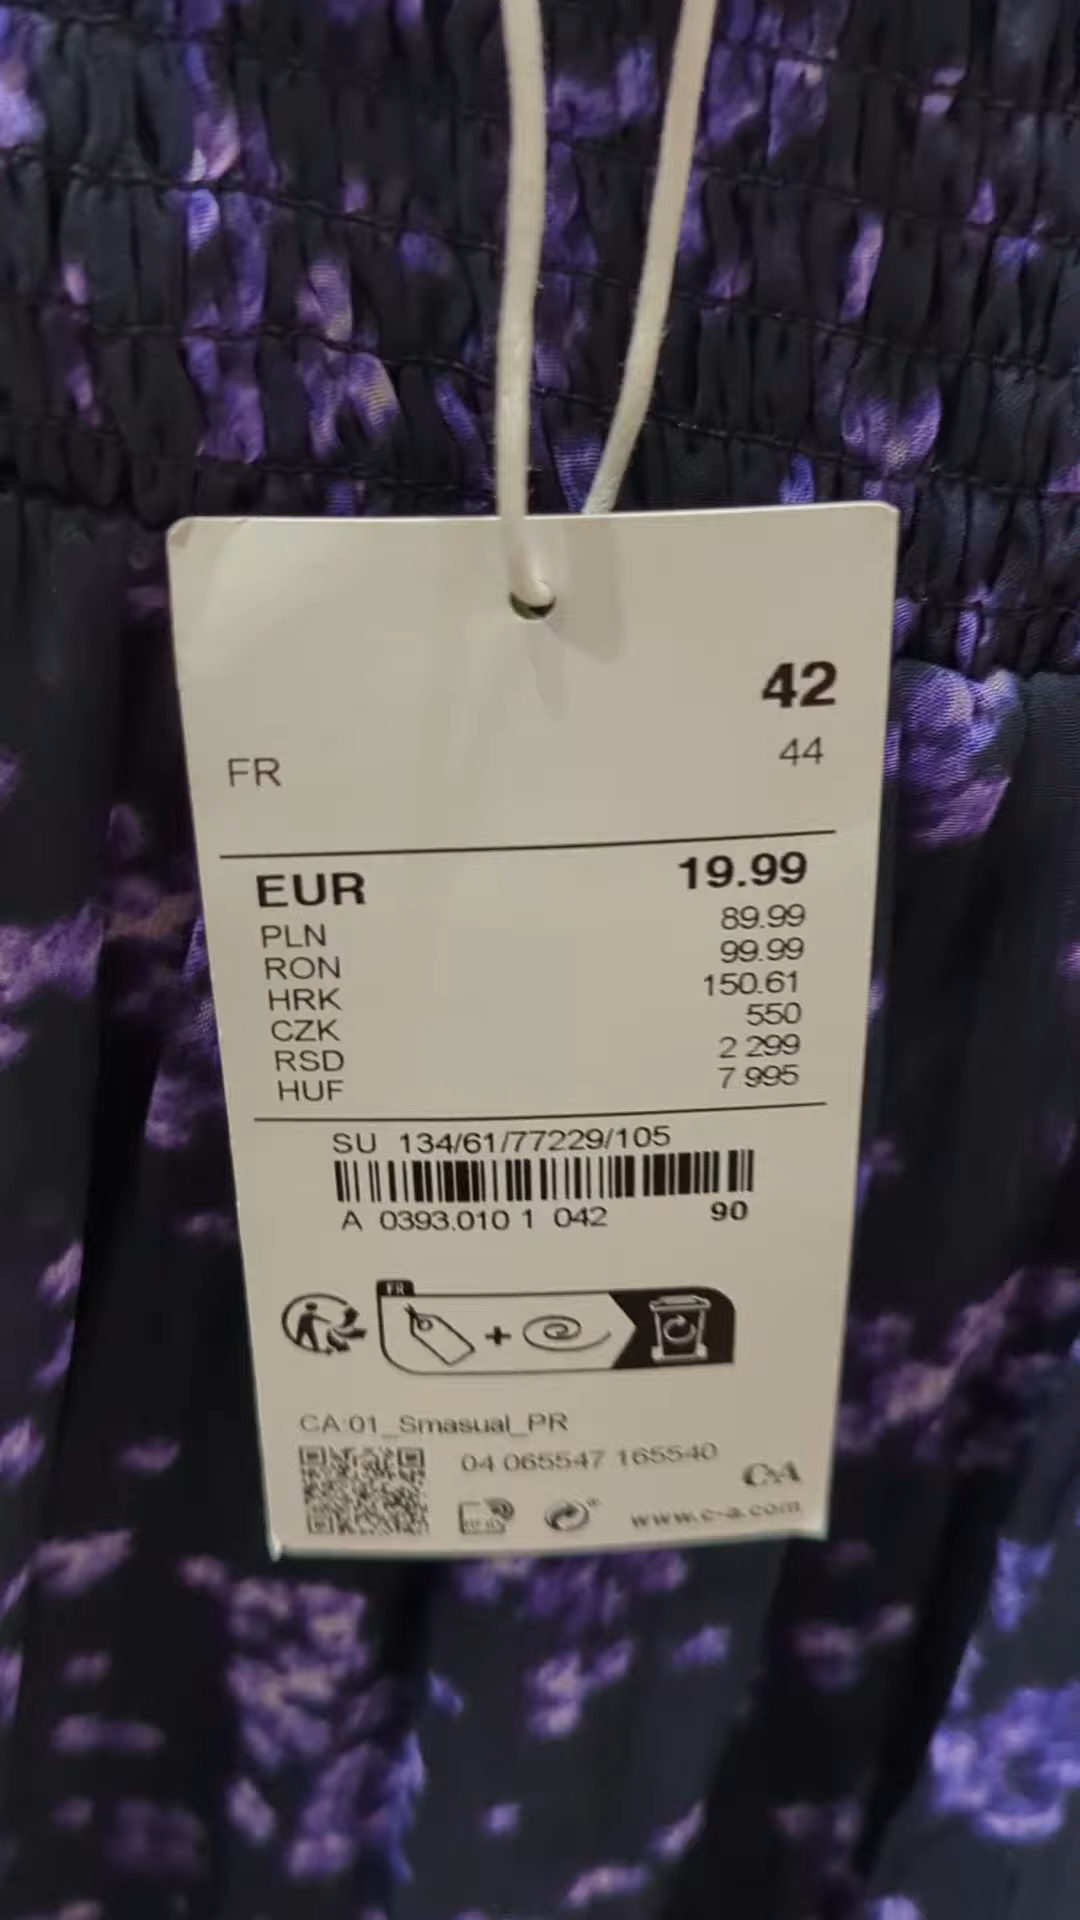 42
FR 44
EUR 19.99
PLN 89.99
RON 99.99
HRK 150.61
CZK 550
RSD 2 299
HUF 7 995
SU 134/61/77229/105
A 0393.010 1 042 90
FR
+
CA:01_Smasual_PR
04 065547 165540
C&A
www.c-a.com